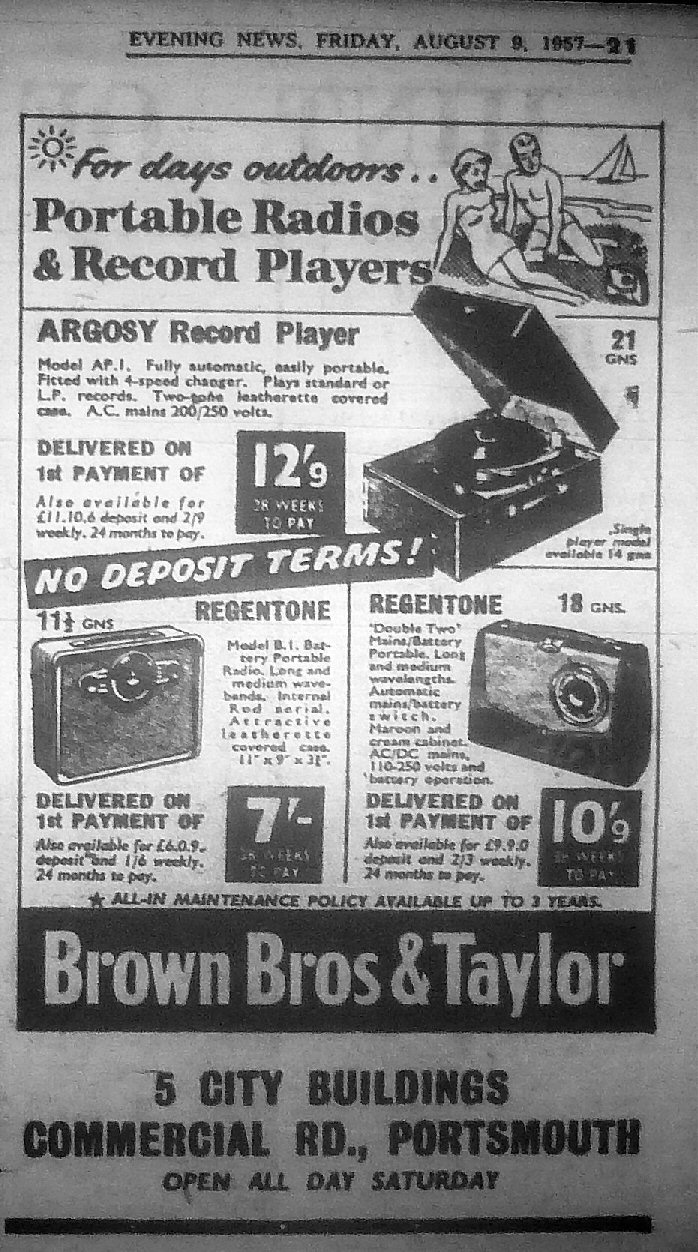 EVENING NEWS, FRIDAY, AUGUST 9, 1957—21
For days outdoors..
Portable Radios
& Record Players
ARGOSY Record Player
21
GNS
Model AP.1. Fully automatic, easily portable.
Fitted with 4-speed changer. Plays standard or
L.P. records. Two-tone leatherette covered
case. A.C. mains 200/250 volts.
DELIVERED ON
1st PAYMENT OF
12'/9
38 WEEKS
TO PAY
Also available for
£11.10.6 deposit and 2/9
weekly. 24 months to pay.
Single
player model
available 14 gns
NO DEPOSIT TERMS!
11½ GNS
REGENTONE
Model B.1. Bat-
tery Portable
Radio. Long and
medium wave-
bands. Internal
Rod aerial.
Attractive
leatherette
covered case.
11" x 9" x 3½".
DELIVERED ON
1st PAYMENT OF
7'/-
38 WEEKS
TO PAY
Also available for £6.0.9.
deposit and 1/6 weekly.
24 months to pay.
REGENTONE
18 GNS.
'Double Two'
Mains/Battery
Portable. Long
and medium
wavelengths.
Automatic
mains/battery
switch.
Maroon and
cream cabinet.
AC/DC mains,
110-250 volts and
battery operation.
DELIVERED ON
1st PAYMENT OF
10'/9
38 WEEKS
TO PAY
Also available for £9.9.0
deposit and 2/3 weekly.
24 months to pay.
★ ALL-IN MAINTENANCE POLICY AVAILABLE UP TO 3 YEARS.
Brown Bros & Taylor
5 CITY BUILDINGS
COMMERCIAL RD., PORTSMOUTH
OPEN ALL DAY SATURDAY